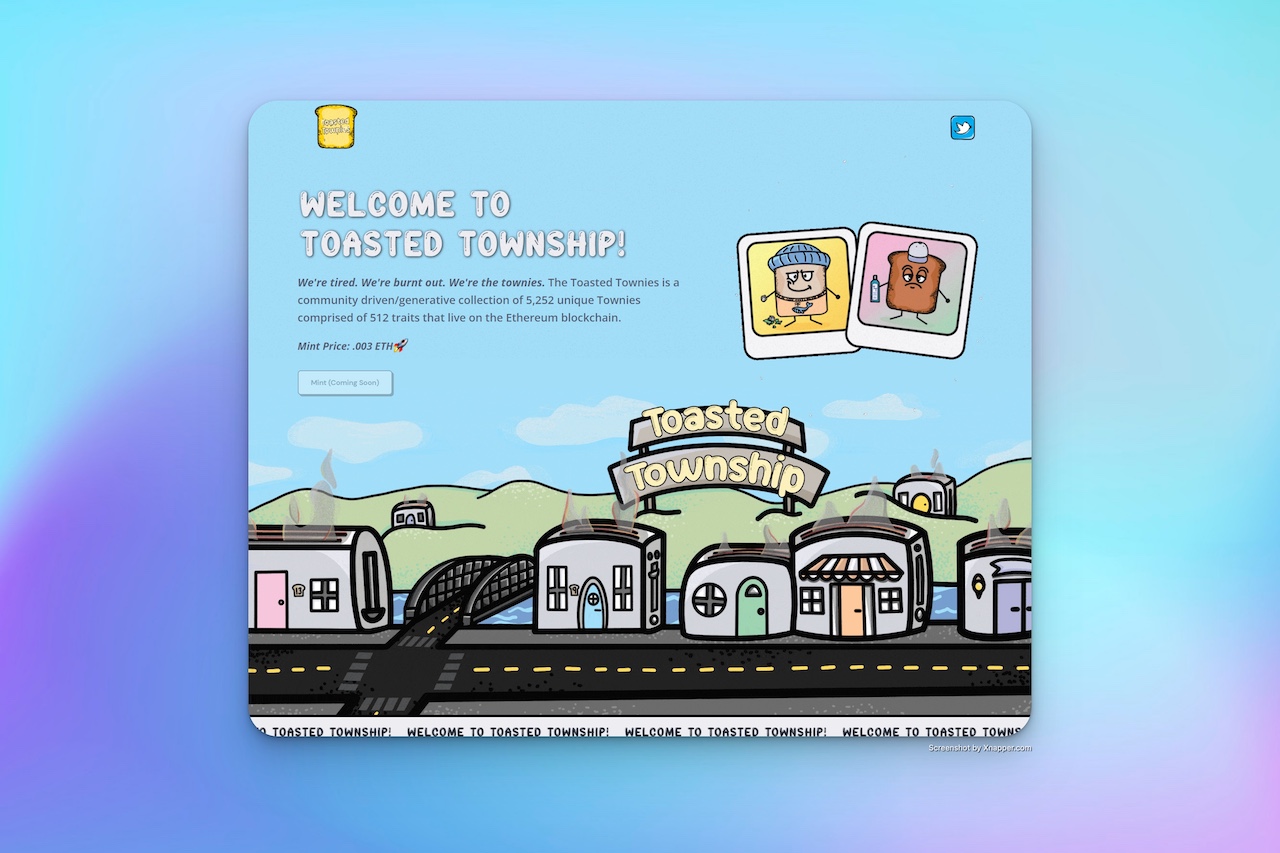 Toasted
Townies
WELCOME TO
TOASTED TOWNSHIP!
We're tired. We're burnt out. We're the townies. The Toasted Townies is a
community driven/generative collection of 5,252 unique Townies
comprised of 512 traits that live on the Ethereum blockchain.
Mint Price: .003 ETH🚀
Mint (Coming Soon)
Toasted
Township
TOASTED TOWNSHIP! WELCOME TO TOASTED TOWNSHIP! WELCOME TO TOASTED TOWNSHIP! WELCOME TO TOASTED
Screenshot by Xnapper.com